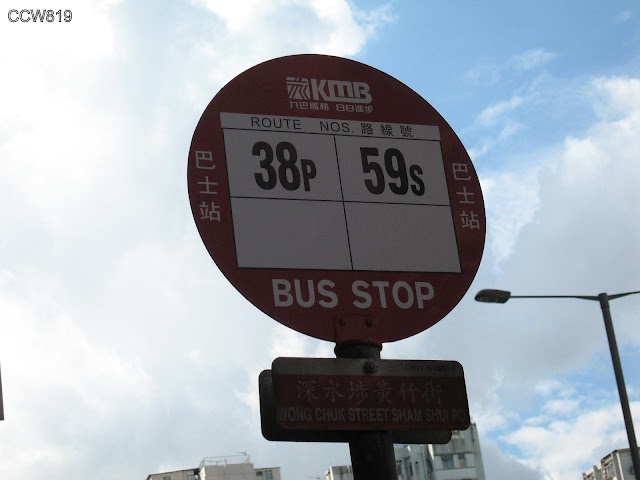 CCW819
KMB
九巴服務 日日進步
ROUTE NOS. 路線號
38P 59S
巴士站
巴士站
BUS STOP
深水埗黃竹街
WONG CHUK STREET SHAM SHUI PO